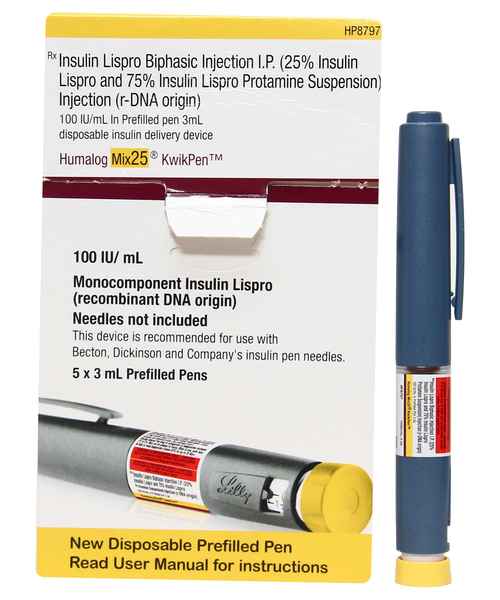 HP8797
Rx Insulin Lispro Biphasic Injection I.P. (25% Insulin
Lispro and 75% Insulin Lispro Protamine Suspension)
Injection (r-DNA origin)
100 IU/mL In Prefilled pen 3mL
disposable insulin delivery device
Humalog Mix25® KwikPen™
100 IU/ mL
Monocomponent Insulin Lispro
(recombinant DNA origin)
Needles not included
This device is recommended for use with
Becton, Dickinson and Company's insulin pen needles.
5 x 3 mL Prefilled Pens
Lilly
New Disposable Prefilled Pen
Read User Manual for instructions